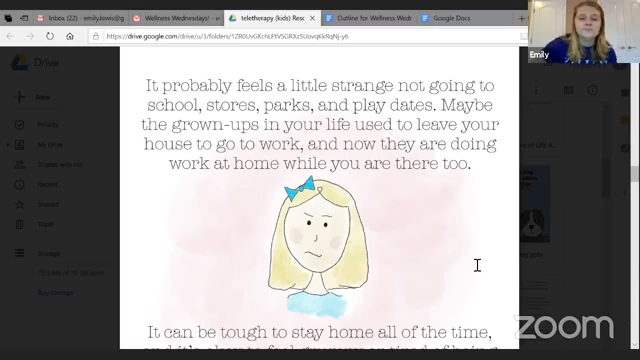 Inbox (22) - emily.lewis@g
Wellness Wednesdays! - v
teletherapy (kids) Resc
Outline for Wellness Wedn
Google Docs
https://drive.google.com/drive/u/3/folders/
Emily
Drive
New
Priority
My Drive
Shared with me
Recent
Starred
Trash
Storage
Buy storage
It probably feels a little strange not going to
school, stores, parks, and play dates. Maybe
the grown-ups in your life used to leave your
house to go to work, and now they are doing
work at home while you are there too.
It can be tough to stay home all of the time,
zoom